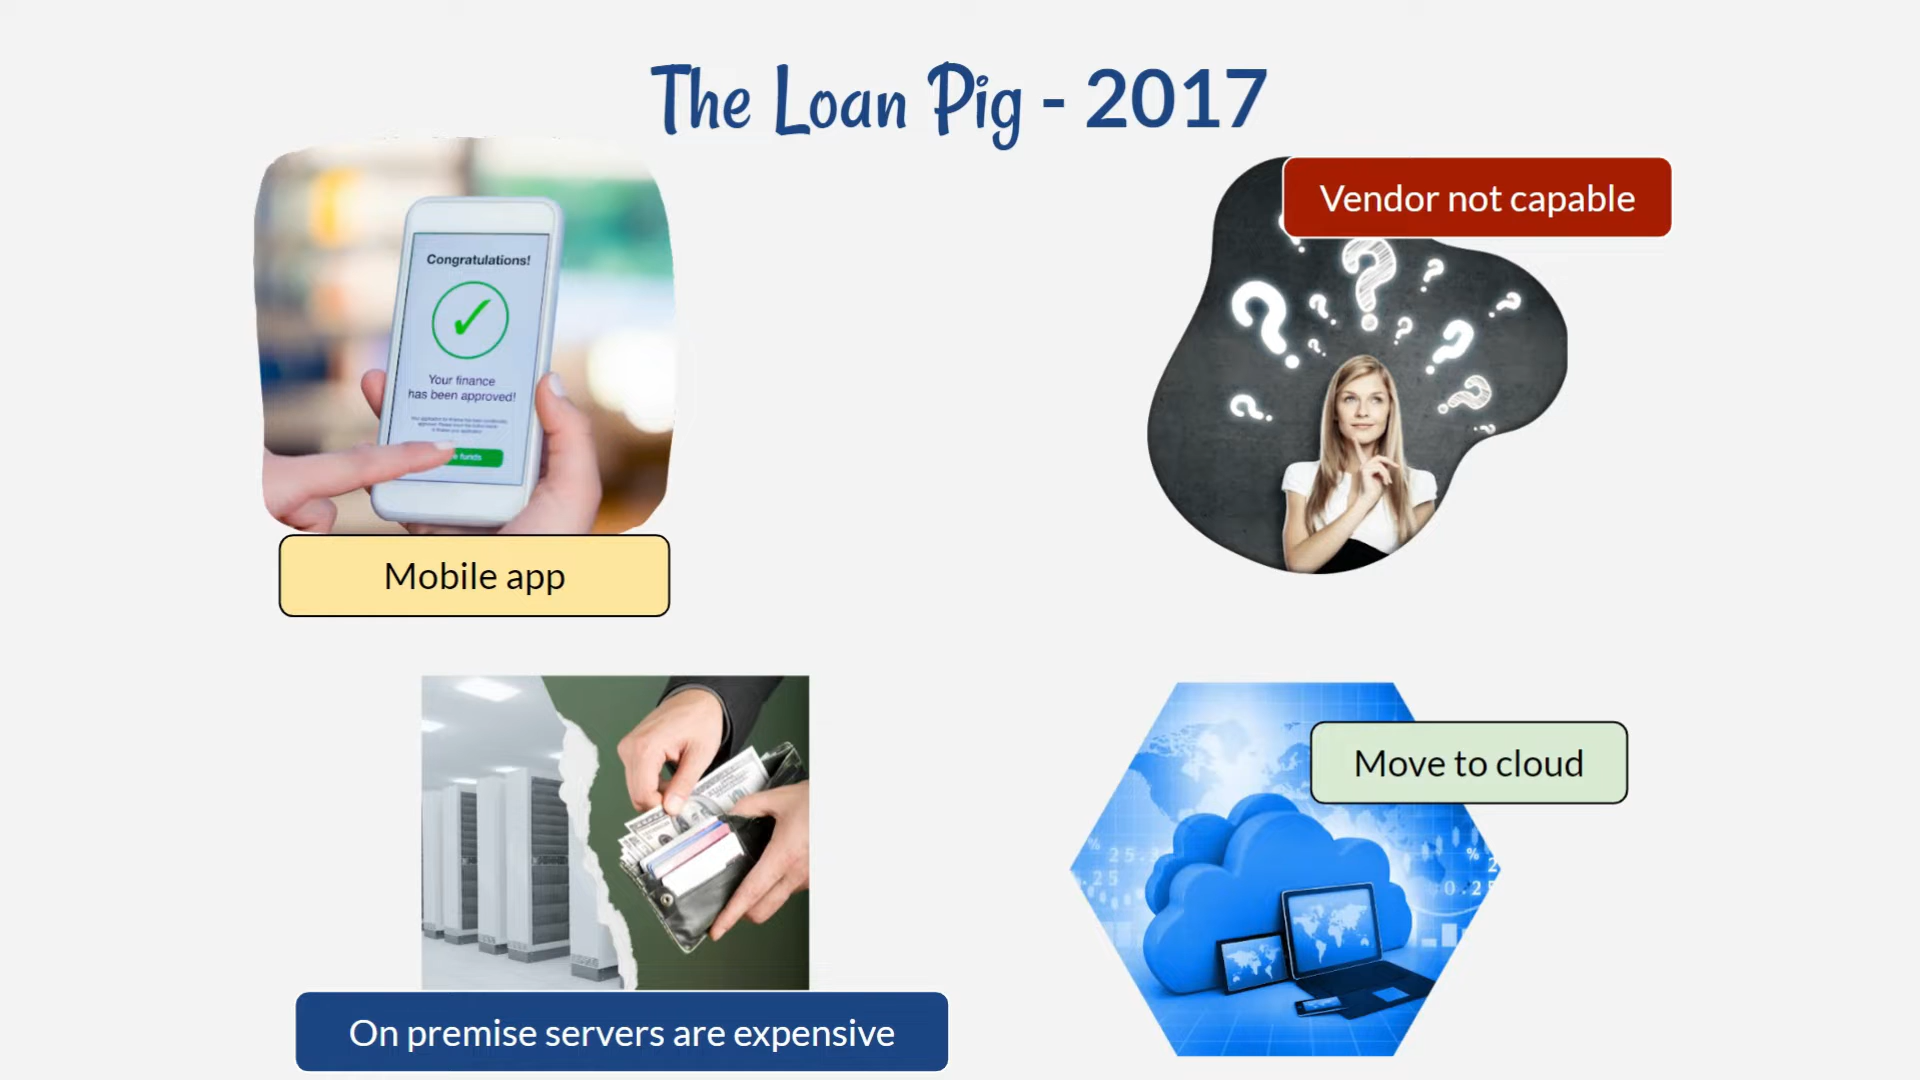 The Loan Pig - 2017
Vendor not capable
Congratulations!
Your finance
has been approved!
funds
Mobile app
Move to cloud
On premise servers are expensive